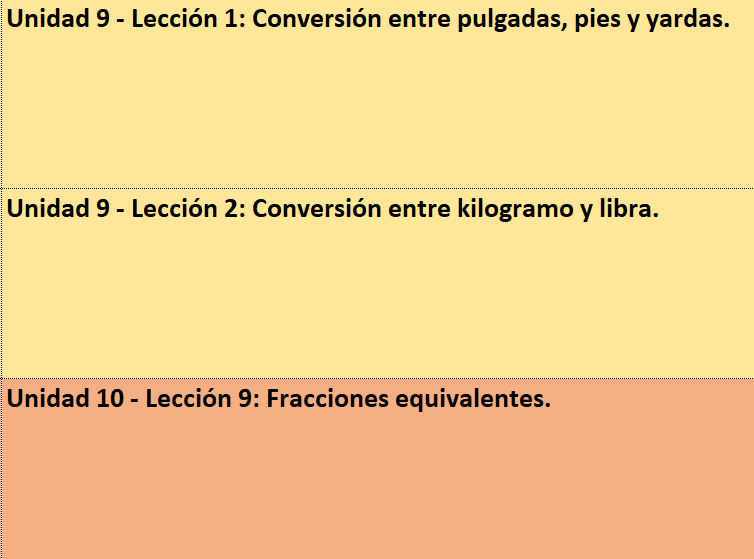 Unidad 9 - Lección 1: Conversión entre pulgadas, pies y yardas.
Unidad 9 - Lección 2: Conversión entre kilogramo y libra.
Unidad 10 - Lección 9: Fracciones equivalentes.